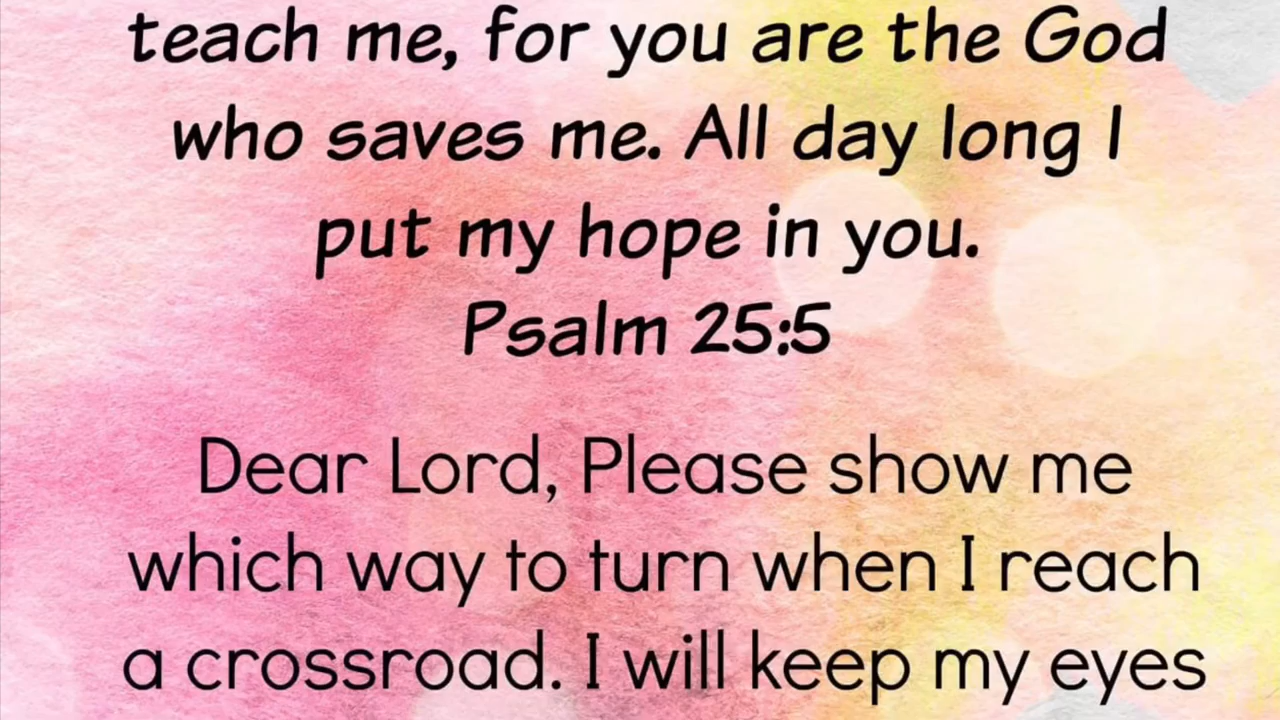 teach me, for you are the God
who saves me. All day long I
put my hope in you.
Psalm 25:5
Dear Lord, Please show me
which way to turn when I reach
a crossroad. I will keep my eyes